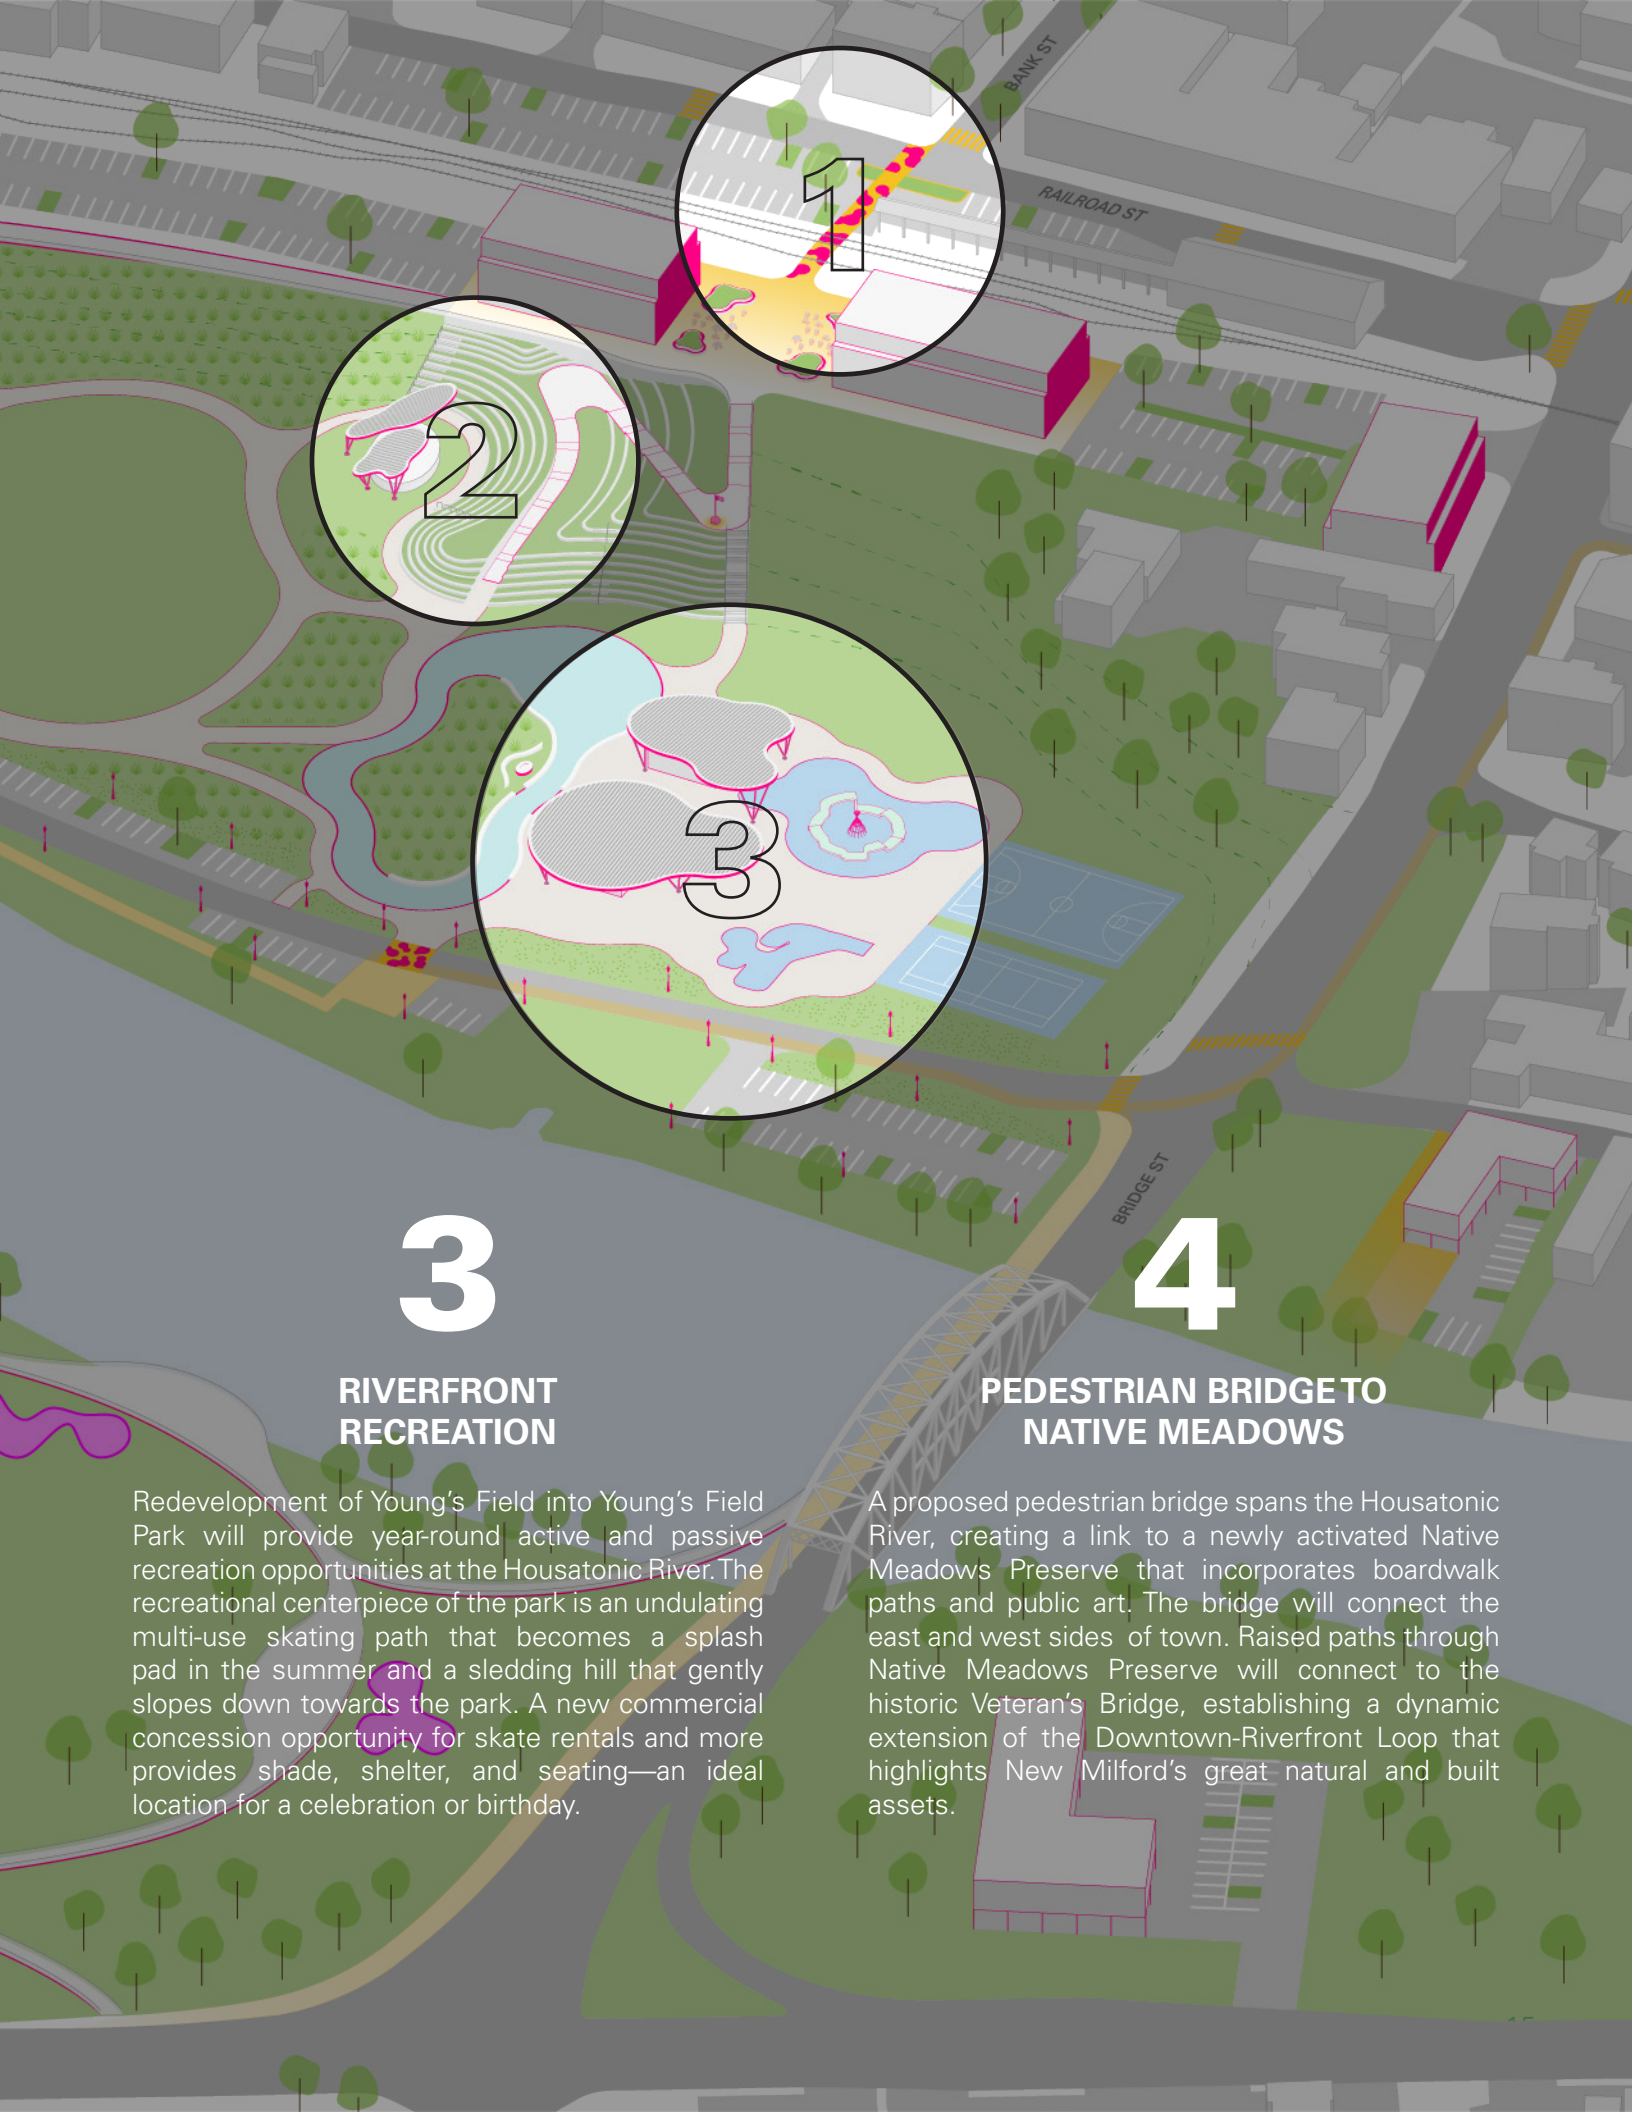 BANK ST
1
RAILROAD ST
2
3
BRIDGE ST
3
RIVERFRONT
RECREATION
Redevelopment of Young's Field into Young's Field
Park will provide year-round active and passive
recreation opportunities at the Housatonic River. The
recreational centerpiece of the park is an undulating
multi-use skating path that becomes a splash
pad in the summer and a sledding hill that gently
slopes down towards the park. A new commercial
concession opportunity for skate rentals and more
provides shade, shelter, and seating—an ideal
location for a celebration or birthday.
4
PEDESTRIAN BRIDGE TO
NATIVE MEADOWS
A proposed pedestrian bridge spans the Housatonic
River, creating a link to a newly activated Native
Meadows Preserve that incorporates boardwalk
paths and public art. The bridge will connect the
east and west sides of town. Raised paths through
Native Meadows Preserve will connect to the
historic Veteran's Bridge, establishing a dynamic
extension of the Downtown-Riverfront Loop that
highlights New Milford's great natural and built
assets.